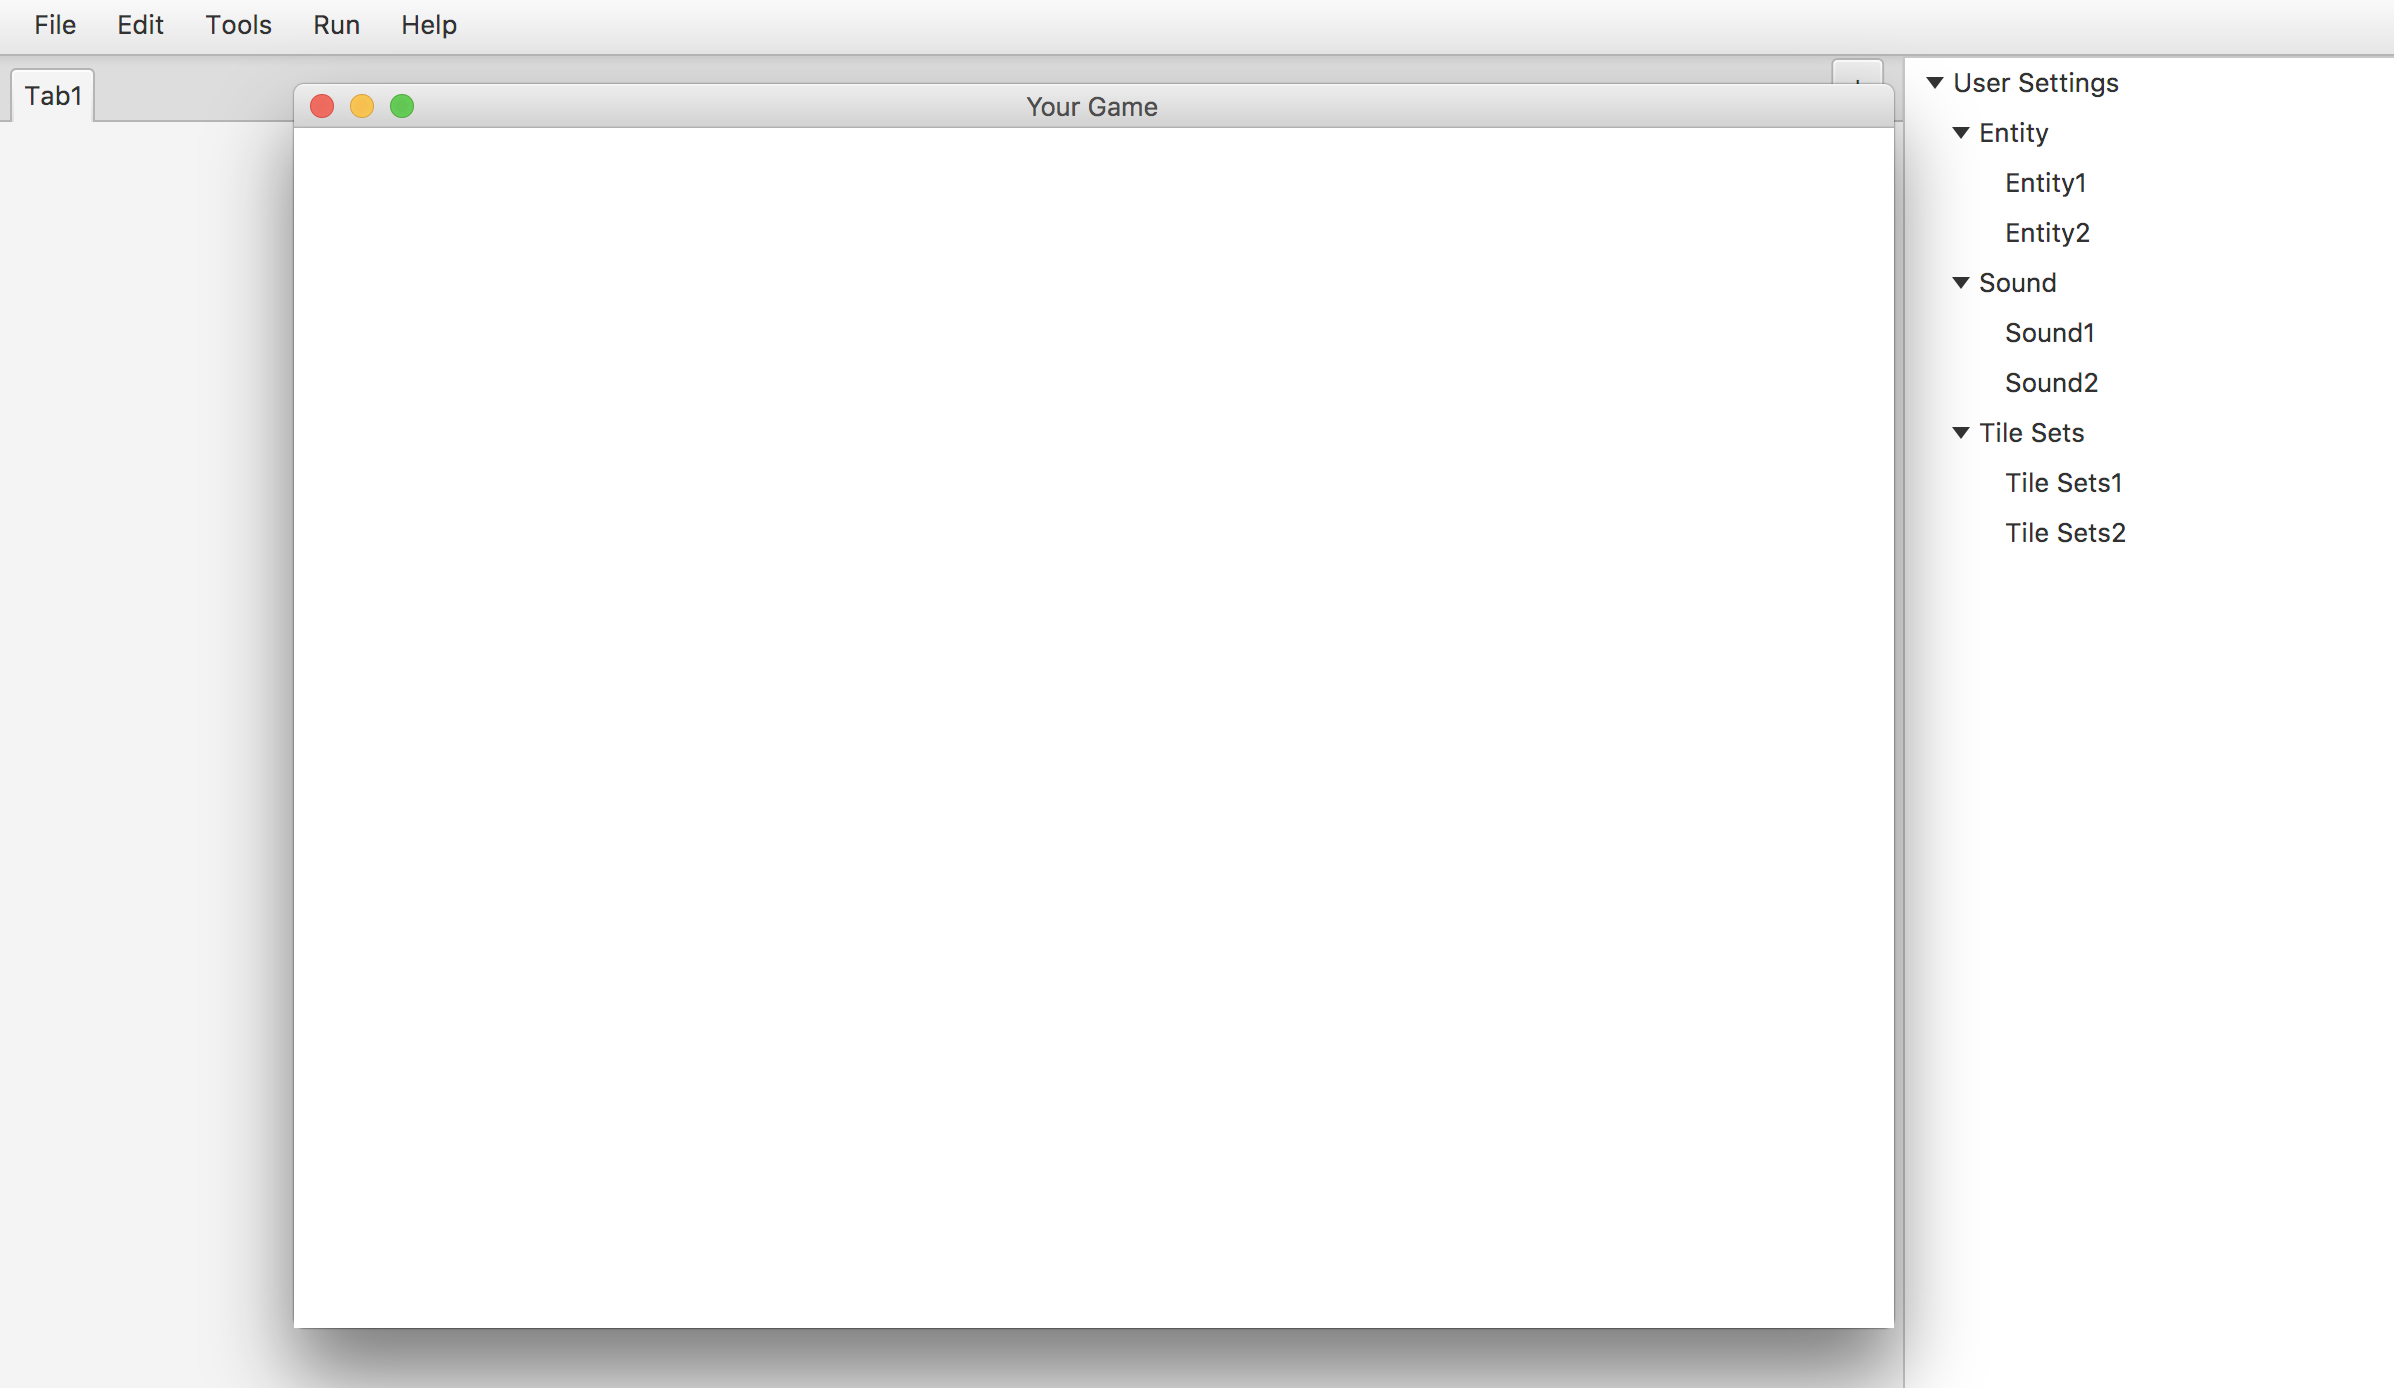 File Edit Tools Run Help
Tab1
Your Game
User Settings
Entity
Entity1
Entity2
Sound
Sound1
Sound2
Tile Sets
Tile Sets1
Tile Sets2